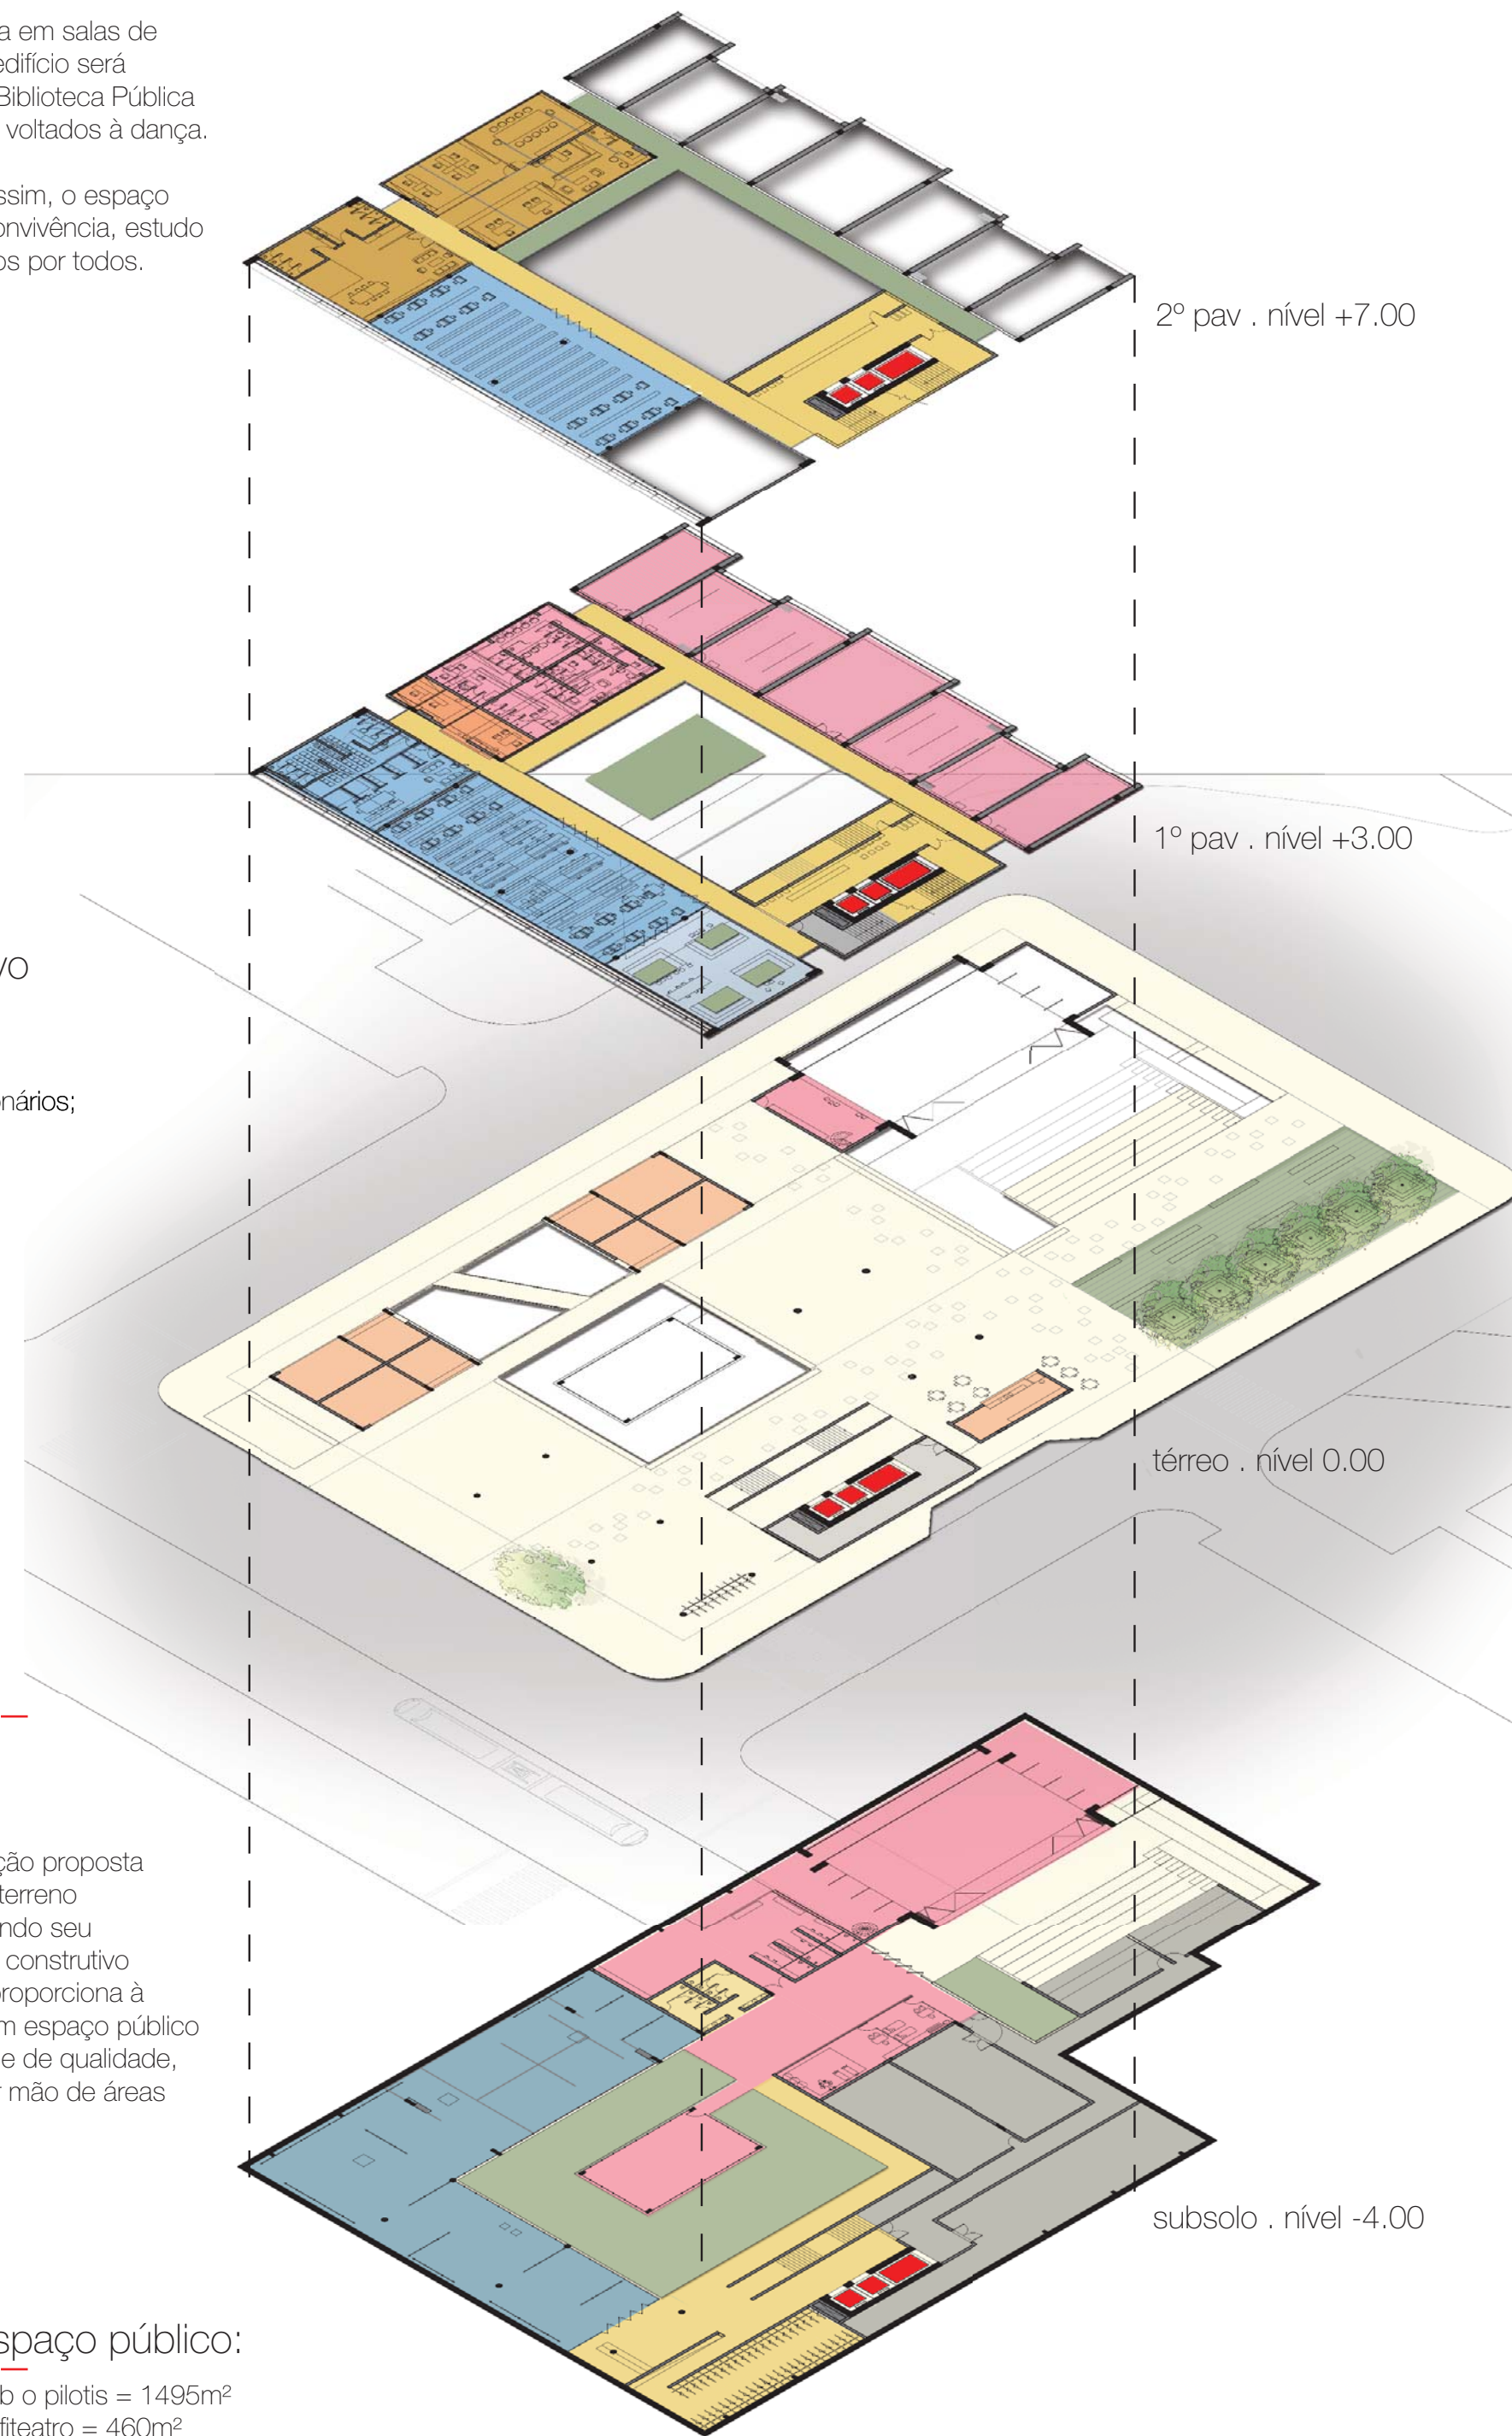 a em salas de
edifício será
Biblioteca Pública
voltados à dança.
ssim, o espaço
onvivência, estudo
os por todos.
2º pav . nível +7.00
1º pav . nível +3.00
vo
onários;
térreo . nível 0.00
ção proposta
terreno
ndo seu
construtivo
proporciona à
m espaço público
e de qualidade,
r mão de áreas
subsolo . nível -4.00
spaço público:
b o pilotis = 1495m²
fiteatro = 460m²